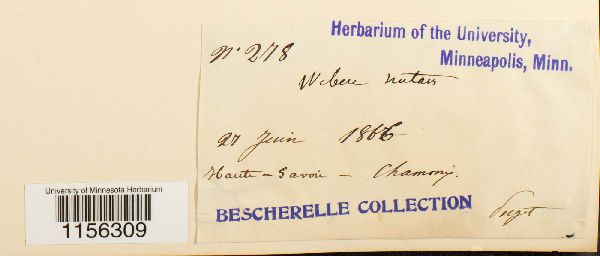 Herbarium of the University,
Minneapolis, Minn.
N° 278
Webera nutans
27 Juin 1866
Haute-Savoie - Chamonj.
BESCHERELLE COLLECTION
University of Minnesota Herbarium
1156309